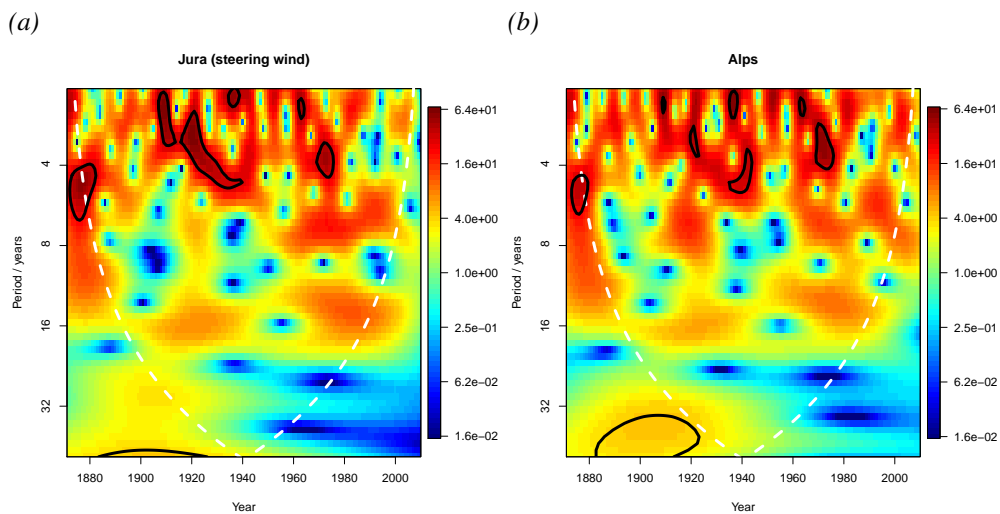 (a)
Jura (steering wind)
Period / years
4
8
16
32
1880 1900 1920 1940 1960 1980 2000
Year
6.4e+01
1.6e+01
4.0e+00
1.0e+00
2.5e−01
6.2e−02
1.6e−02
(b)
Alps
Period / years
4
8
16
32
1880 1900 1920 1940 1960 1980 2000
Year
6.4e+01
1.6e+01
4.0e+00
1.0e+00
2.5e−01
6.2e−02
1.6e−02